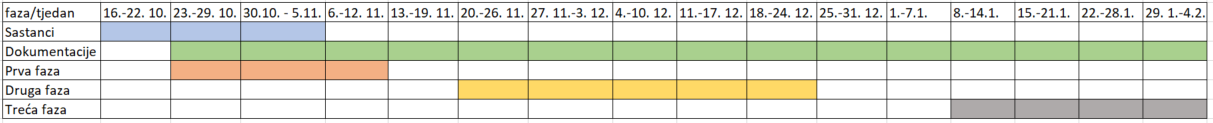 faza/tjedan 16.-22. 10. 23.-29. 10. 30.10. - 5.11. 6.-12. 11. 13.-19. 11. 20.-26. 11. 27. 11.-3. 12. 4.-10. 12. 11.-17. 12. 18.-24. 12. 25.-31. 12. 1.-7.1. 8.-14.1. 15.-21.1. 22.-28.1. 29. 1.-4.2.
Sastanci
Dokumentacije
Prva faza
Druga faza
Treća faza